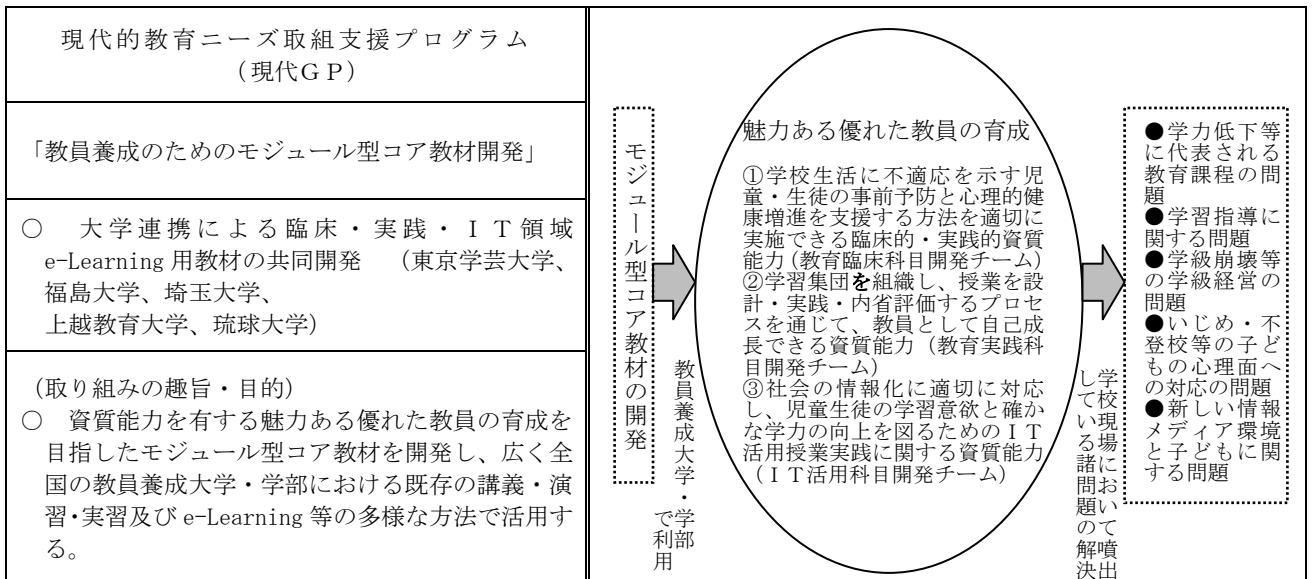 現代的教育ニーズ取組支援プログラム
(現代GP)
「教員養成のためのモジュール型コア教材開発」
○ 大学連携による臨床・実践・IT領域
e-Learning用教材の共同開発 (東京学芸大学、
福島大学、埼玉大学、
上越教育大学、琉球大学)
(取り組みの趣旨・目的)
○ 資質能力を有する魅力ある優れた教員の育成を
目指したモジュール型コア教材を開発し、広く全
国の教員養成大学・学部における既存の講義・演
習・実習及びe-Learning等の多様な方法で活用す
る。
モジュール型コア教材の開発
教員養成大学・学部
で利用
魅力ある優れた教員の育成
①学校生活に不適応を示す児
童・生徒の事前予防と心理的健
康増進を支援する方法を適切に
実施できる臨床的・実践的資質
能力(教育臨床科目開発チーム)
②学習集団を組織し、授業を設
計・実践・内省評価するプロセ
スを通じて、教員として自己成
長できる資質能力(教育実践科
目開発チーム)
③社会の情報化に適切に対応
し、児童生徒の学習意欲と確か
な学力の向上を図るためのIT
活用授業実践に関する資質能力
(IT活用科目開発チーム)
学校現場において噴出
している諸問題の解決
●学力低下等
に代表される
教育課程の問
題
●学習指導に
関する問題
●学級崩壊等
の学級経営の
問題
●いじめ・不
登校等の子ど
もの心理面へ
の対応の問題
●新しい情報
メディア環境
と子どもに関
する問題